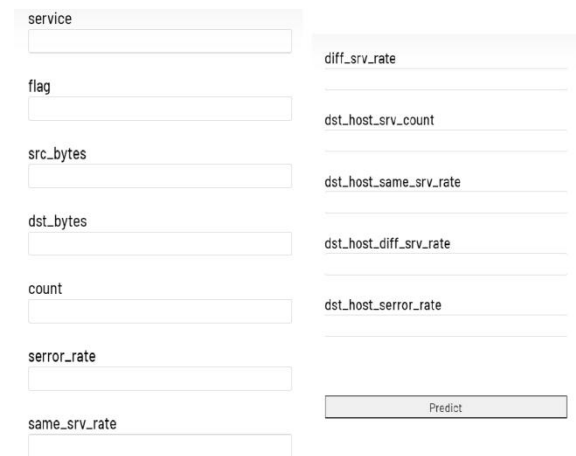 service
flag
src_bytes
dst_bytes
count
serror_rate
same_srv_rate
diff_srv_rate
dst_host_srv_count
dst_host_same_srv_rate
dst_host_diff_srv_rate
dst_host_serror_rate
Predict